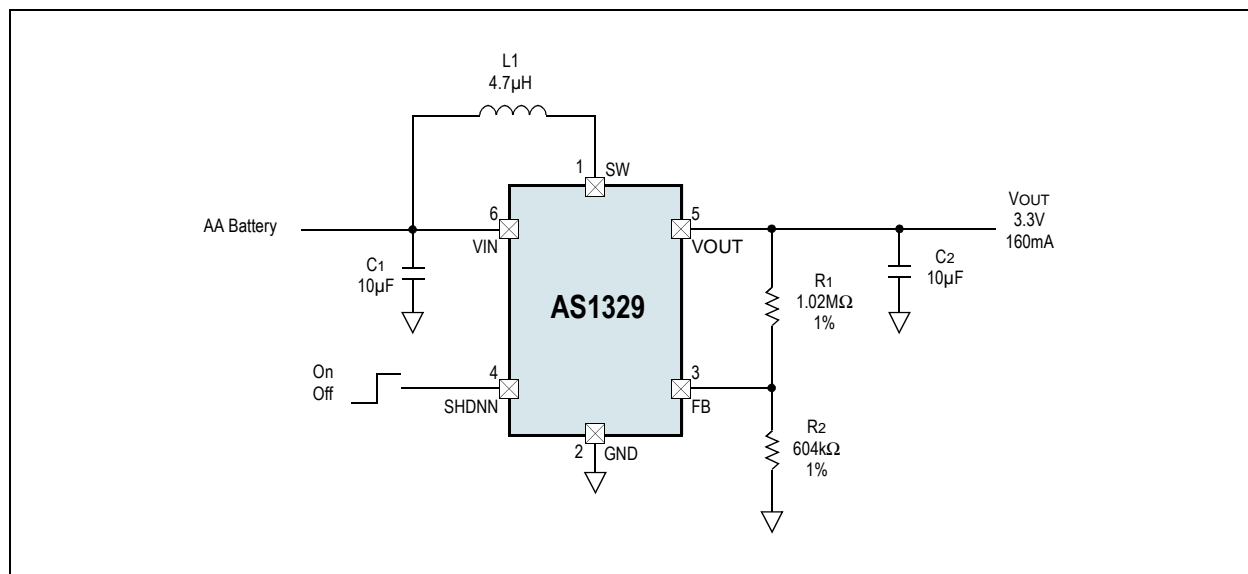 L1
4.7µH
1
SW
6
VIN
AA Battery
C1
10µF
5
VOUT
VOUT
3.3V
160mA
R1
1.02MΩ
1%
C2
10µF
AS1329
On
Off
4
SHDNN
3
FB
2
GND
R2
604kΩ
1%